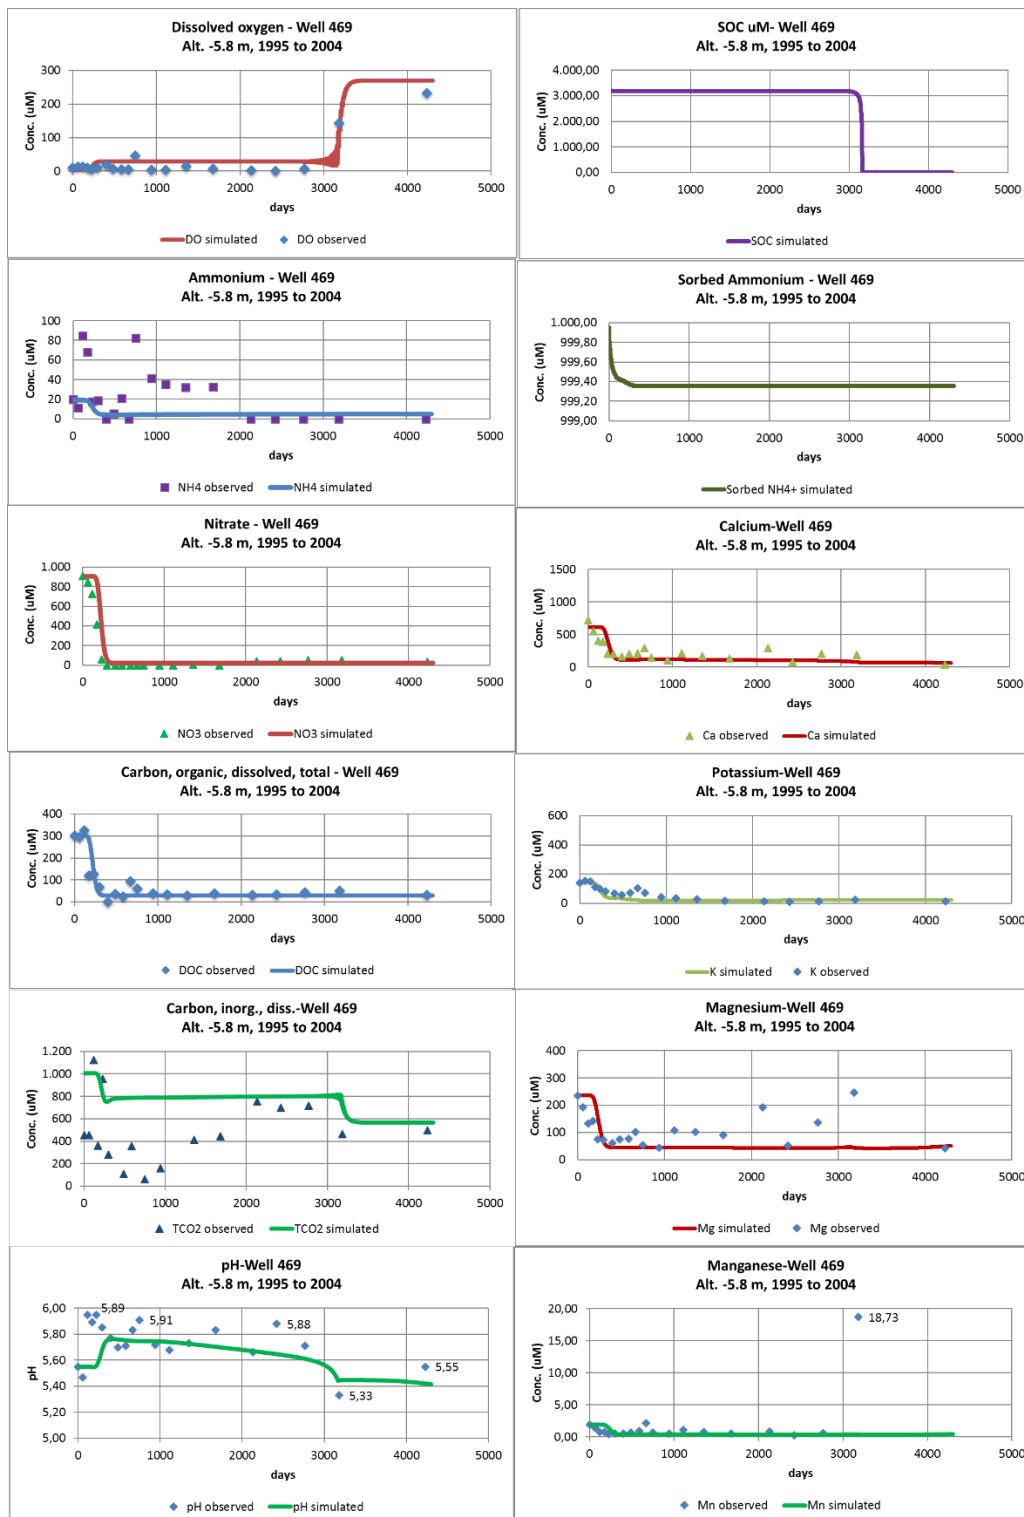 Dissolved oxygen - Well 469
Alt. -5.8 m, 1995 to 2004
300
200
100
0
Conc. (uM)
0 1000 2000 3000 4000 5000
days
DO simulated DO observed
SOC uM- Well 469
Alt. -5.8 m, 1995 to 2004
4.000,00
3.000,00
2.000,00
1.000,00
0,00
Conc. (uM)
0 1000 2000 3000 4000 5000
days
SOC simulated
Ammonium - Well 469
Alt. -5.8 m, 1995 to 2004
100
80
60
40
20
0
Conc. (uM)
0 1000 2000 3000 4000 5000
days
NH4 observed NH4 simulated
Sorbed Ammonium - Well 469
Alt. -5.8 m, 1995 to 2004
1.000,00
999,80
999,60
999,40
999,20
999,00
Conc. (uM)
0 1000 2000 3000 4000 5000
days
Sorbed NH4+ simulated
Nitrate - Well 469
Alt. -5.8 m, 1995 to 2004
1.000
800
600
400
200
0
Conc. (uM)
0 1000 2000 3000 4000 5000
days
NO3 observed NO3 simulated
Calcium-Well 469
Alt. -5.8 m, 1995 to 2004
1500
1000
500
0
Conc. (uM)
0 1000 2000 3000 4000 5000
days
Ca observed Ca simulated
Carbon, organic, dissolved, total - Well 469
Alt. -5.8 m, 1995 to 2004
400
300
200
100
0
Conc. (uM)
0 1000 2000 3000 4000 5000
days
DOC observed DOC simulated
Potassium-Well 469
Alt. -5.8 m, 1995 to 2004
600
400
200
0
Conc. (uM)
0 1000 2000 3000 4000 5000
days
K simulated K observed
Carbon, inorg., diss.-Well 469
Alt. -5.8 m, 1995 to 2004
1.200
1.000
800
600
400
200
0
Conc. (uM)
0 1000 2000 3000 4000 5000
days
TCO2 observed TCO2 simulated
Magnesium-Well 469
Alt. -5.8 m, 1995 to 2004
400
300
200
100
0
Conc. (uM)
0 1000 2000 3000 4000 5000
days
Mg simulated Mg observed
pH-Well 469
Alt. -5.8 m, 1995 to 2004
6,00
5,80
5,60
5,40
5,20
5,00
pH
5,89
5,91
5,88
5,33
5,55
0 1000 2000 3000 4000 5000
days
pH observed pH simulated
Manganese-Well 469
Alt. -5.8 m, 1995 to 2004
20,00
15,00
10,00
5,00
0,00
Conc. (uM)
18,73
0 1000 2000 3000 4000 5000
days
Mn observed Mn simulated